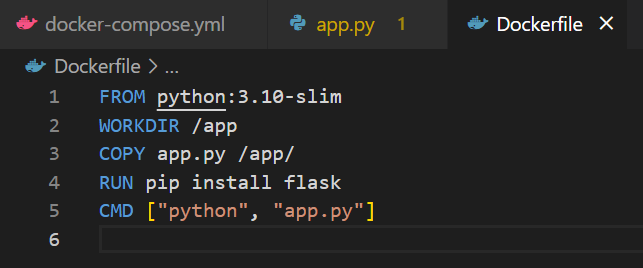 docker-compose.yml app.py 1 Dockerfile ×
Dockerfile > ...
1 FROM python:3.10-slim
2 WORKDIR /app
3 COPY app.py /app/
4 RUN pip install flask
5 CMD ["python", "app.py"]
6